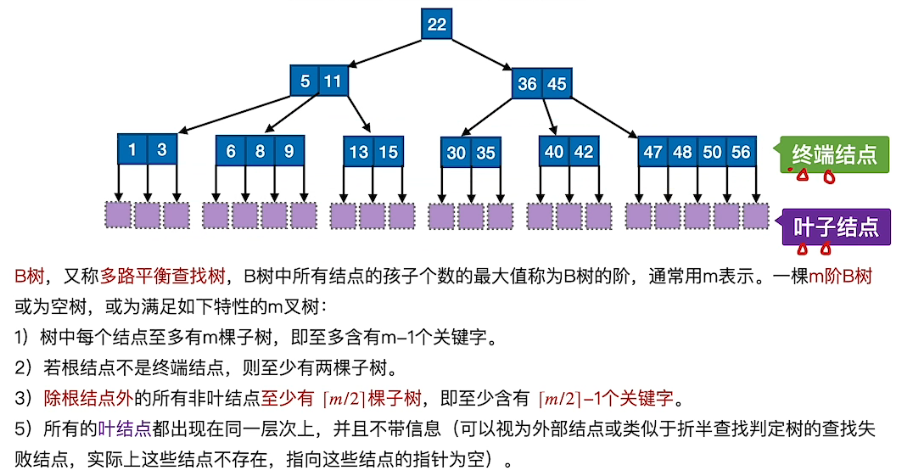 22
5 11
36 45
1 3
6 8 9
13 15
30 35
40 42
47 48 50 56
终端结点
叶子结点
B树，又称多路平衡查找树，B树中所有结点的孩子个数的最大值称为B树的阶，通常用m表示。一棵m阶B树
或为空树，或为满足如下特性的m叉树：
1）树中每个结点至多有m棵子树，即至多含有m-1个关键字。
2）若根结点不是终端结点，则至少有两棵子树。
3）除根结点外的所有非叶结点至少有 ⌈m/2⌉棵子树，即至少含有 ⌈m/2⌉-1个关键字。
5）所有的叶结点都出现在同一层次上，并且不带信息（可以视为外部结点或类似于折半查找判定树的查找失
败结点，实际上这些结点不存在，指向这些结点的指针为空）。